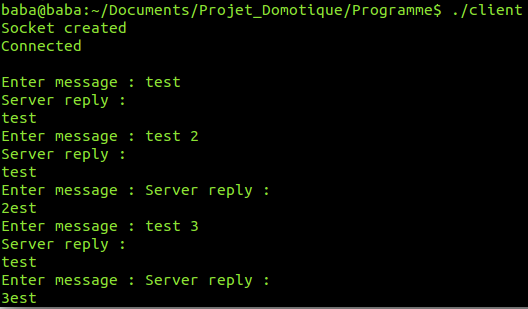 baba@baba:~/Documents/Projet_Domotique/Programme$ ./client
Socket created
Connected
Enter message : test
Server reply :
test
Enter message : test 2
Server reply :
test
Enter message : Server reply :
2est
Enter message : test 3
Server reply :
test
Enter message : Server reply :
3est